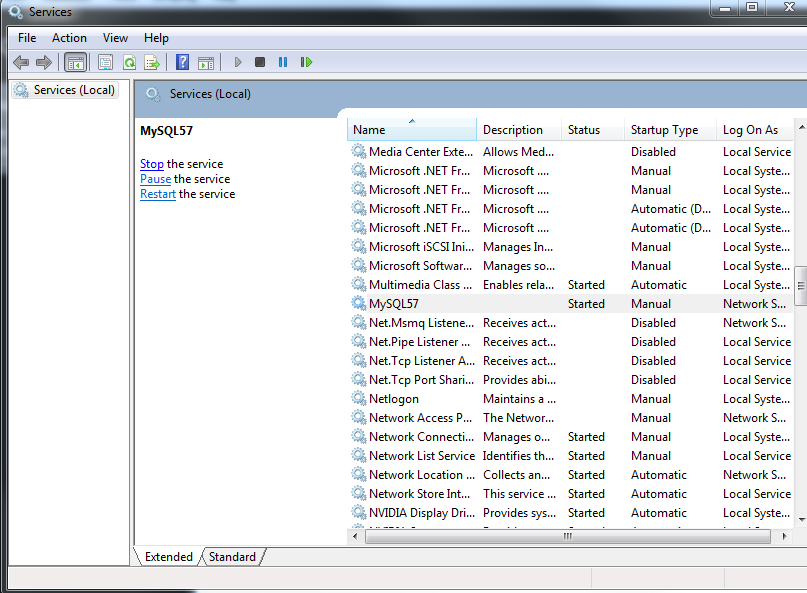 Services
File Action View Help
Services (Local)
Services (Local)
MySQL57
Stop the service
Pause the service
Restart the service
Name Description Status Startup Type Log On As
Media Center Exte... Allows Med... Disabled Local Service
Microsoft .NET Fr... Microsoft .... Manual Local Syste...
Microsoft .NET Fr... Microsoft .... Manual Local Syste...
Microsoft .NET Fr... Microsoft .... Automatic (D... Local Syste...
Microsoft .NET Fr... Microsoft .... Automatic (D... Local Syste...
Microsoft iSCSI Ini... Manages In... Manual Local Syste...
Microsoft Softwar... Manages so... Manual Local Syste...
Multimedia Class ... Enables rela... Started Automatic Local Syste...
MySQL57 Started Manual Network S...
Net.Msmq Listene... Receives act... Disabled Network S...
Net.Pipe Listener ... Receives act... Disabled Local Service
Net.Tcp Listener A... Receives act... Disabled Local Service
Net.Tcp Port Shari... Provides abi... Disabled Local Service
Netlogon Maintains a ... Manual Local Syste...
Network Access P... The Networ... Manual Network S...
Network Connecti... Manages o... Started Manual Local Syste...
Network List Service Identifies th... Started Manual Local Service
Network Location ... Collects an... Started Automatic Network S...
Network Store Int... This service ... Started Automatic Local Service
NVIDIA Display Dri... Provides sys... Started Automatic Local Syste...
Extended Standard